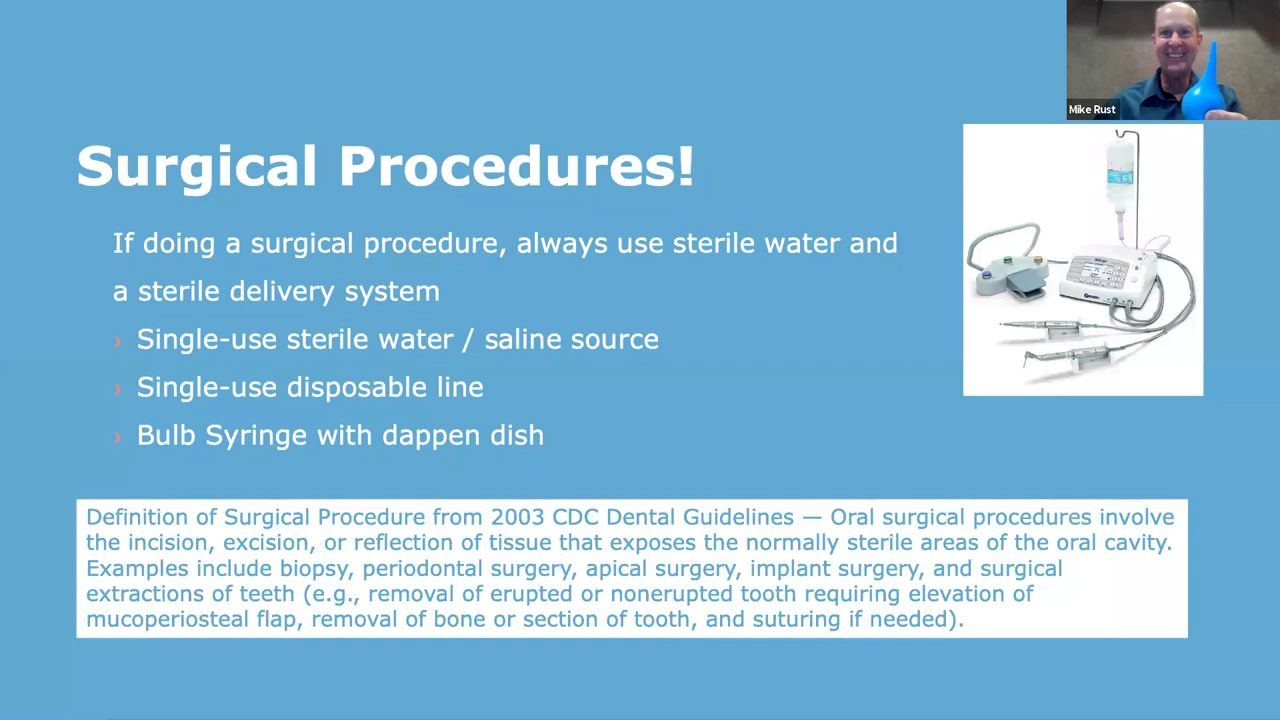 Mike Rust
Surgical Procedures!
If doing a surgical procedure, always use sterile water and
a sterile delivery system
› Single-use sterile water / saline source
› Single-use disposable line
› Bulb Syringe with dappen dish
Definition of Surgical Procedure from 2003 CDC Dental Guidelines — Oral surgical procedures involve
the incision, excision, or reflection of tissue that exposes the normally sterile areas of the oral cavity.
Examples include biopsy, periodontal surgery, apical surgery, implant surgery, and surgical
extractions of teeth (e.g., removal of erupted or nonerupted tooth requiring elevation of
mucoperiosteal flap, removal of bone or section of tooth, and suturing if needed).